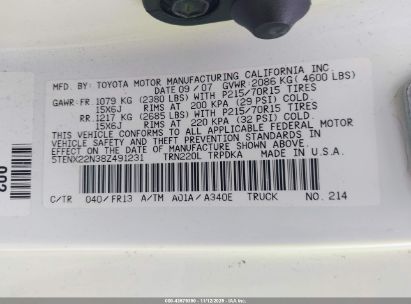 MFD. BY: TOYOTA MOTOR MANUFACTURING CALIFORNIA INC.
DATE 09/07 GVWR 2086 KG (4600 LBS)
GAWR:FR.1079 KG (2380 LBS) WITH P215/70R15 TIRES
15X6J RIMS AT 200 KPA (29 PSI) COLD.
RR.1217 KG (2685 LBS) WITH P215/70R15 TIRES
15X6J RIMS AT 220 KPA (32 PSI) COLD.
THIS VEHICLE CONFORMS TO ALL APPLICABLE FEDERAL MOTOR
VEHICLE SAFETY AND THEFT PREVENTION STANDARDS IN
EFFECT ON THE DATE OF MANUFACTURE SHOWN ABOVE.
5TENX22N38Z491231 TRN220L TRPDKA MADE IN U.S.A.
C/TR 040/FR13 A/TM A01A/A340E TRUCK NO. 214